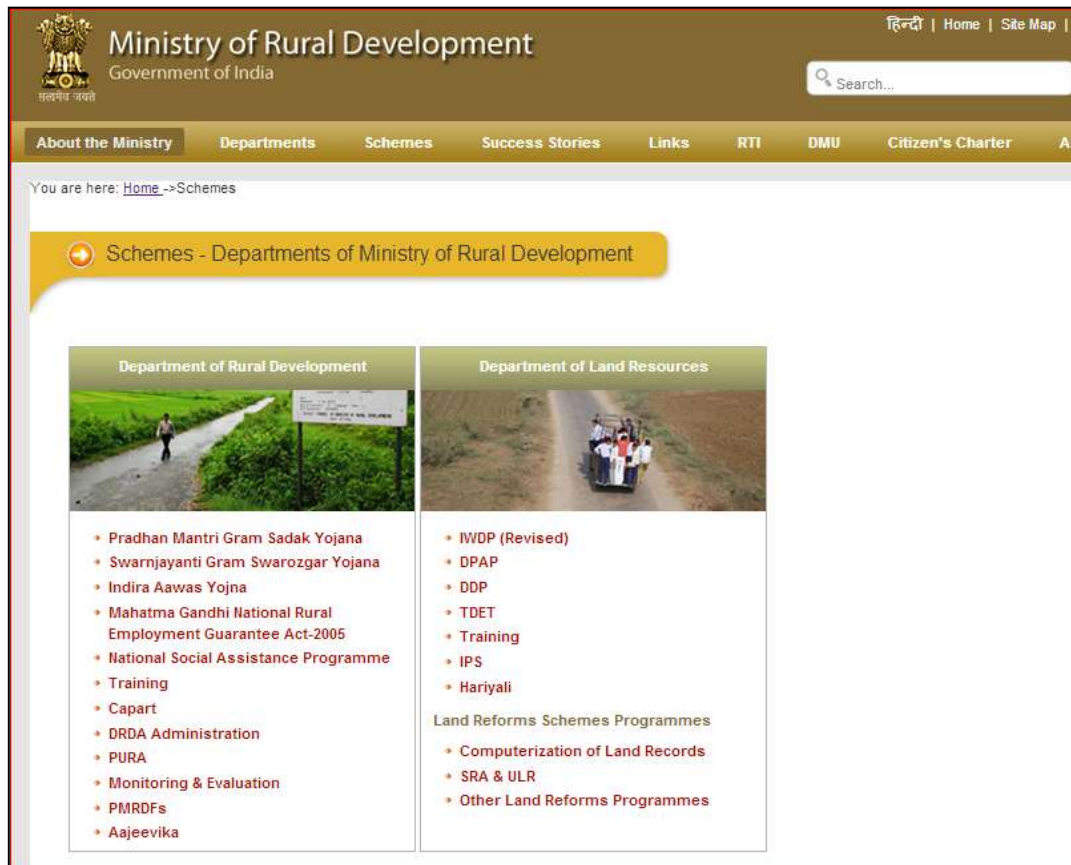 Ministry of Rural Development
Government of India
सत्यमेव जयते
हिन्दी | Home | Site Map |
Search...
About the Ministry Departments Schemes Success Stories Links RTI DMU Citizen's Charter A
You are here: Home ->Schemes
Schemes - Departments of Ministry of Rural Development
Department of Rural Development
Pradhan Mantri Gram Sadak Yojana
Swarnjayanti Gram Swarozgar Yojana
Indira Aawas Yojna
Mahatma Gandhi National Rural
Employment Guarantee Act-2005
National Social Assistance Programme
Training
Capart
DRDA Administration
PURA
Monitoring & Evaluation
PMRDFs
Aajeevika
Department of Land Resources
IWDP (Revised)
DPAP
DDP
TDET
Training
IPS
Hariyali
Land Reforms Schemes Programmes
Computerization of Land Records
SRA & ULR
Other Land Reforms Programmes